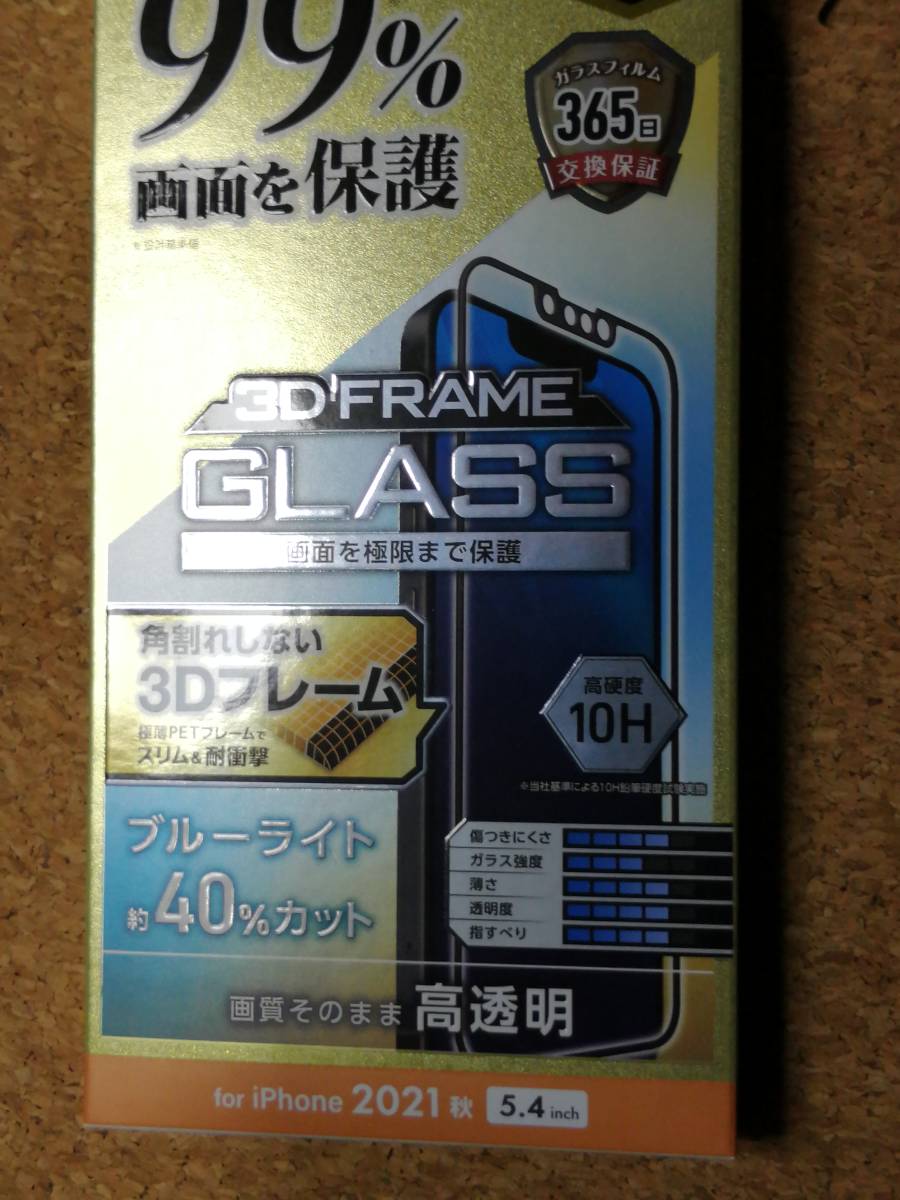 99%
画面を保護
※設計基準値
ガラスフィルム
365日
交換保証
3D FRAME
GLASS
画面を極限まで保護
角割れしない
3Dフレーム
極薄PETフレームで
スリム&耐衝撃
高硬度
10H
※当社基準による10H鉛筆硬度試験実施
ブルーライト
約40%カット
傷つきにくさ
ガラス強度
薄さ
透明度
指すべり
画質そのまま 高透明
for iPhone 2021 秋 5.4 inch